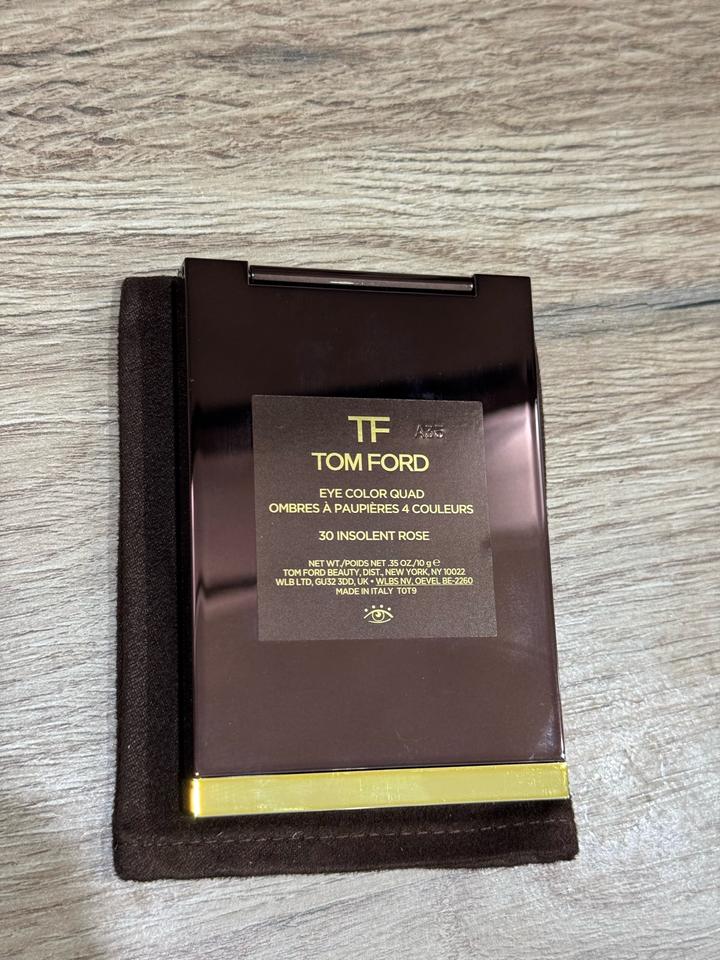 TF
A35
TOM FORD
EYE COLOR QUAD
OMBRES À PAUPIÈRES 4 COULEURS
30 INSOLENT ROSE
NET WT./POIDS NET .35 OZ./10 g ℮
TOM FORD BEAUTY, DIST., NEW YORK, NY 10022
WLB LTD, GU32 3DD, UK • WLBS NV, OEVEL BE-2260
MADE IN ITALY T0T9